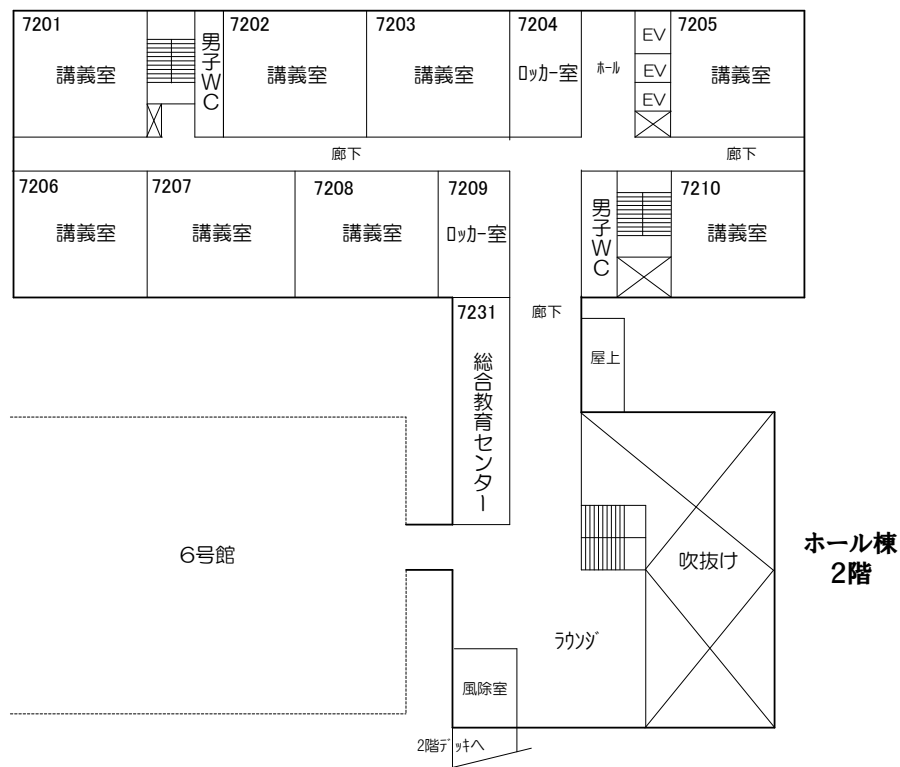 7201
講義室
男子WC
7202
講義室
7203
講義室
7204
ロッカー室
ホール
EV
EV
EV
7205
講義室
廊下
廊下
7206
講義室
7207
講義室
7208
講義室
7209
ロッカー室
男子WC
7210
講義室
7231
総合教育センター
廊下
屋上
6号館
吹抜け
ホール棟
2階
ラウンジ
風除室
2階デッキへ